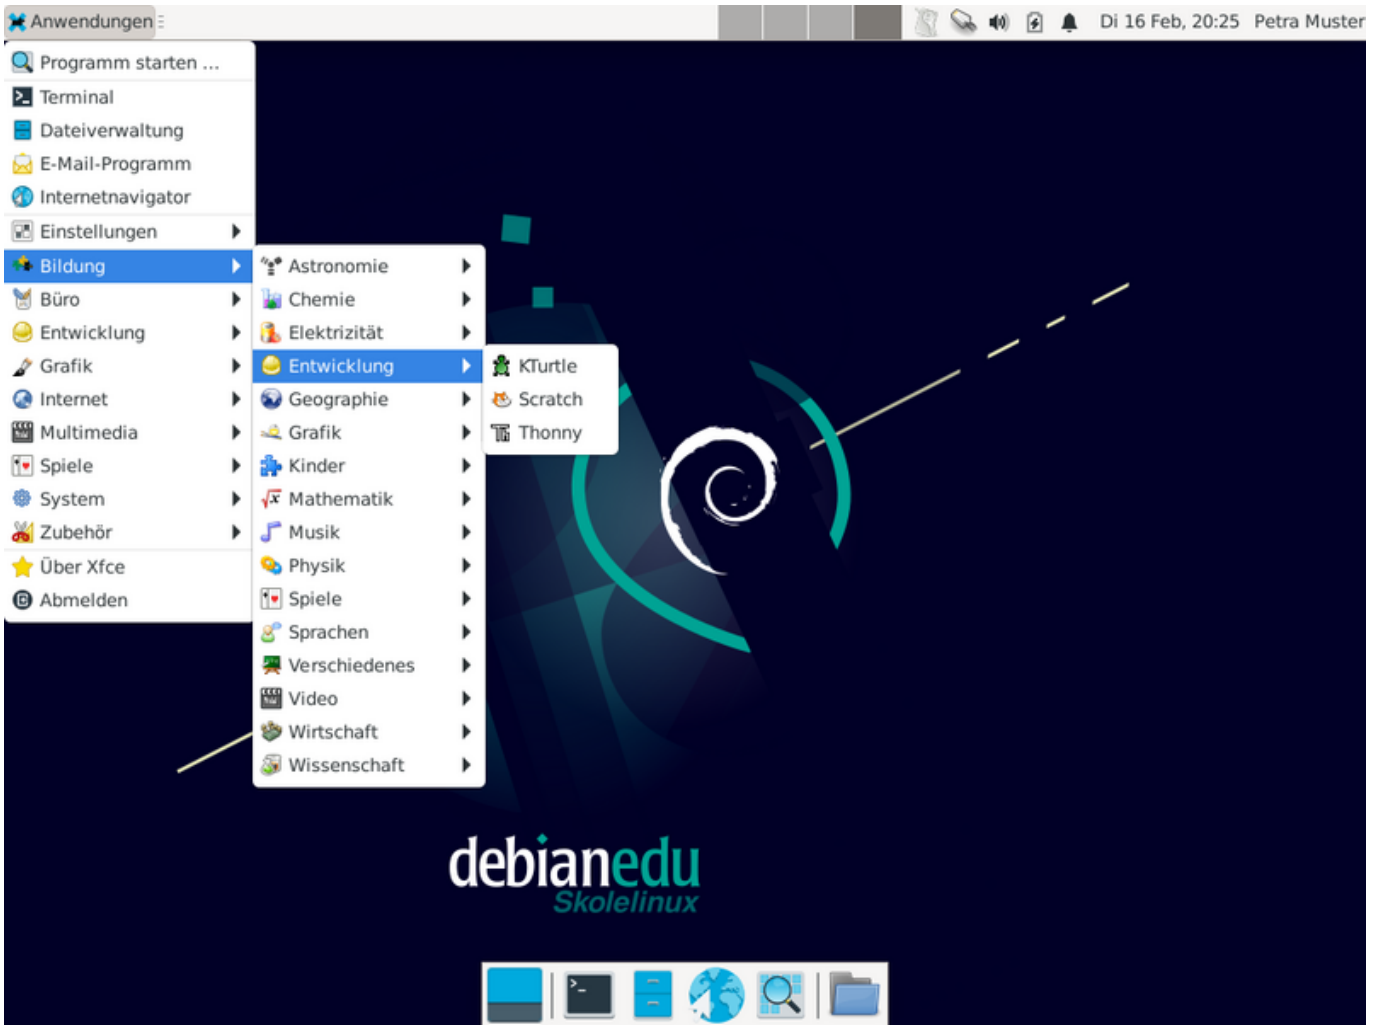 Anwendungen
Di 16 Feb, 20:25 Petra Muster
Programm starten ...
Terminal
Dateiverwaltung
E-Mail-Programm
Internetnavigator
Einstellungen
Bildung
Büro
Entwicklung
Grafik
Internet
Multimedia
Spiele
System
Zubehör
Über Xfce
Abmelden
Astronomie
Chemie
Elektrizität
Entwicklung
Geographie
Grafik
Kinder
Mathematik
Musik
Physik
Spiele
Sprachen
Verschiedenes
Video
Wirtschaft
Wissenschaft
KTurtle
Scratch
Thonny
debianedu
Skolelinux